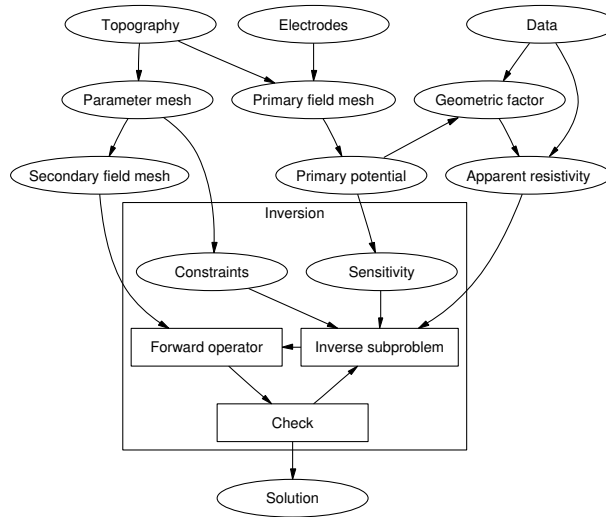 Topography
Electrodes
Data
Parameter mesh
Primary field mesh
Geometric factor
Secondary field mesh
Primary potential
Apparent resistivity
Inversion
Constraints
Sensitivity
Forward operator
Inverse subproblem
Check
Solution